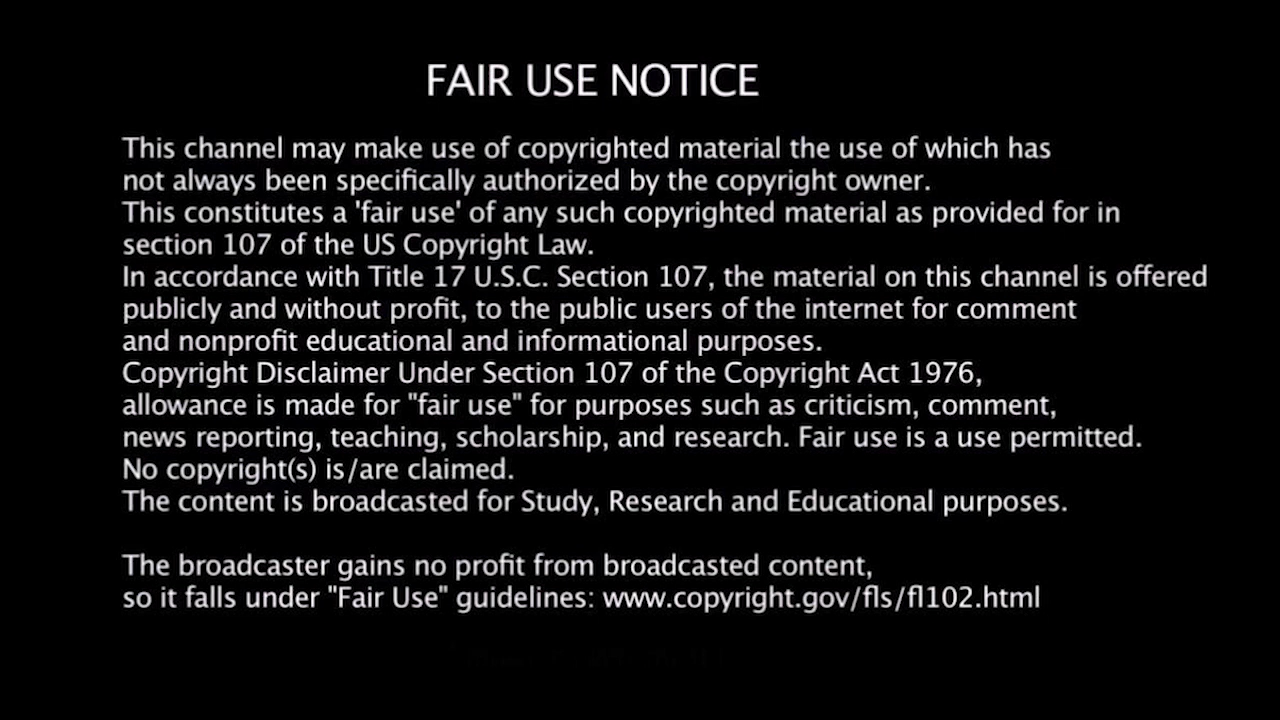 FAIR USE NOTICE
This channel may make use of copyrighted material the use of which has
not always been specifically authorized by the copyright owner.
This constitutes a 'fair use' of any such copyrighted material as provided for in
section 107 of the US Copyright Law.
In accordance with Title 17 U.S.C. Section 107, the material on this channel is offered
publicly and without profit, to the public users of the internet for comment
and nonprofit educational and informational purposes.
Copyright Disclaimer Under Section 107 of the Copyright Act 1976,
allowance is made for "fair use" for purposes such as criticism, comment,
news reporting, teaching, scholarship, and research. Fair use is a use permitted.
No copyright(s) is/are claimed.
The content is broadcasted for Study, Research and Educational purposes.
The broadcaster gains no profit from broadcasted content,
so it falls under "Fair Use" guidelines: www.copyright.gov/fls/fl102.html